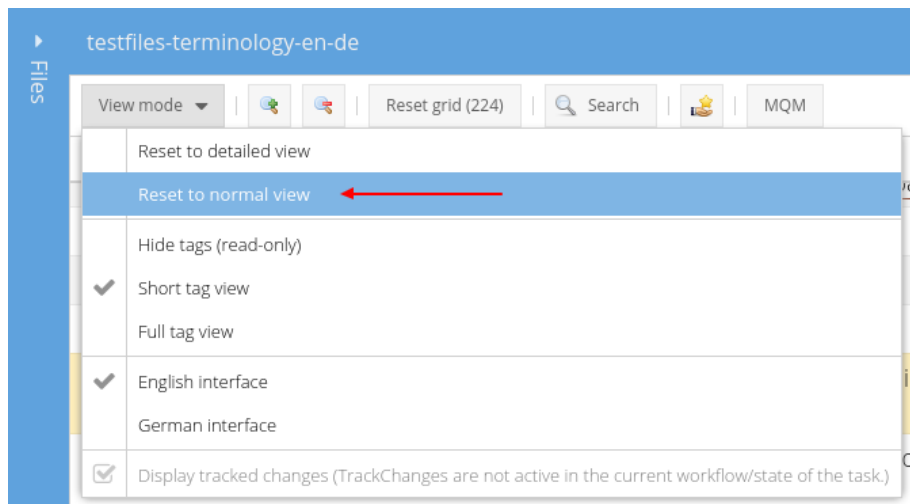 testfiles-terminology-en-de
Files
View mode Reset grid (224) Search MQM
Reset to detailed view
Reset to normal view
Hide tags (read-only)
Short tag view
Full tag view
English interface
German interface
Display tracked changes (TrackChanges are not active in the current workflow/state of the task.)